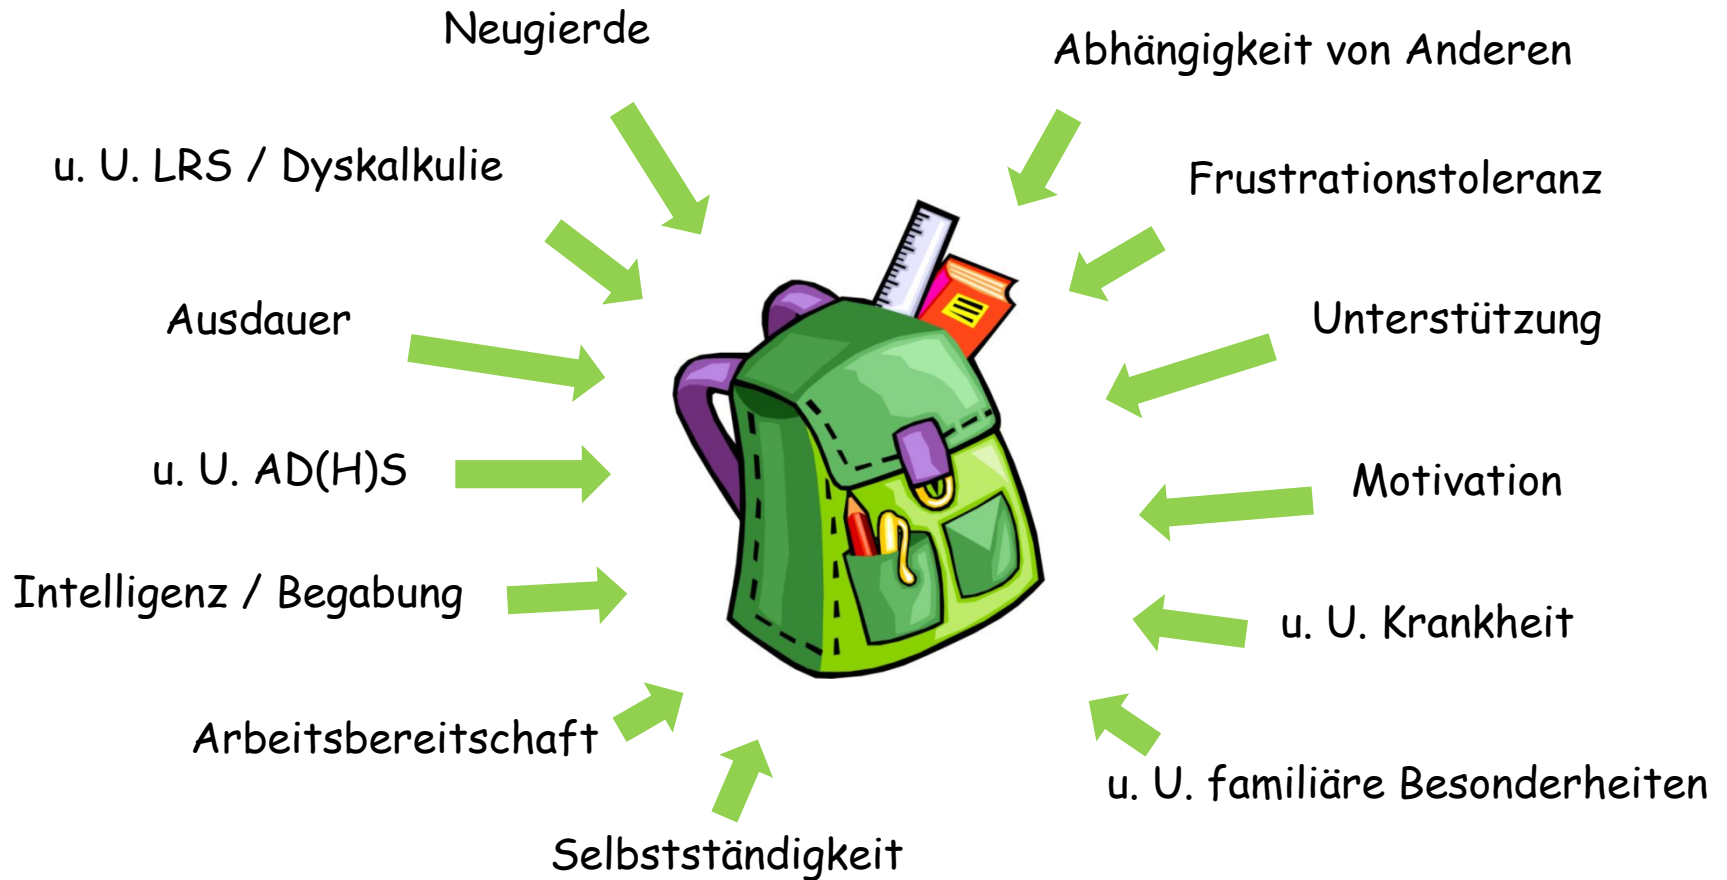 Neugierde
Abhängigkeit von Anderen
u. U. LRS / Dyskalkulie
Frustrationstoleranz
Ausdauer
Unterstützung
u. U. AD(H)S
Motivation
Intelligenz / Begabung
u. U. Krankheit
Arbeitsbereitschaft
u. U. familiäre Besonderheiten
Selbstständigkeit